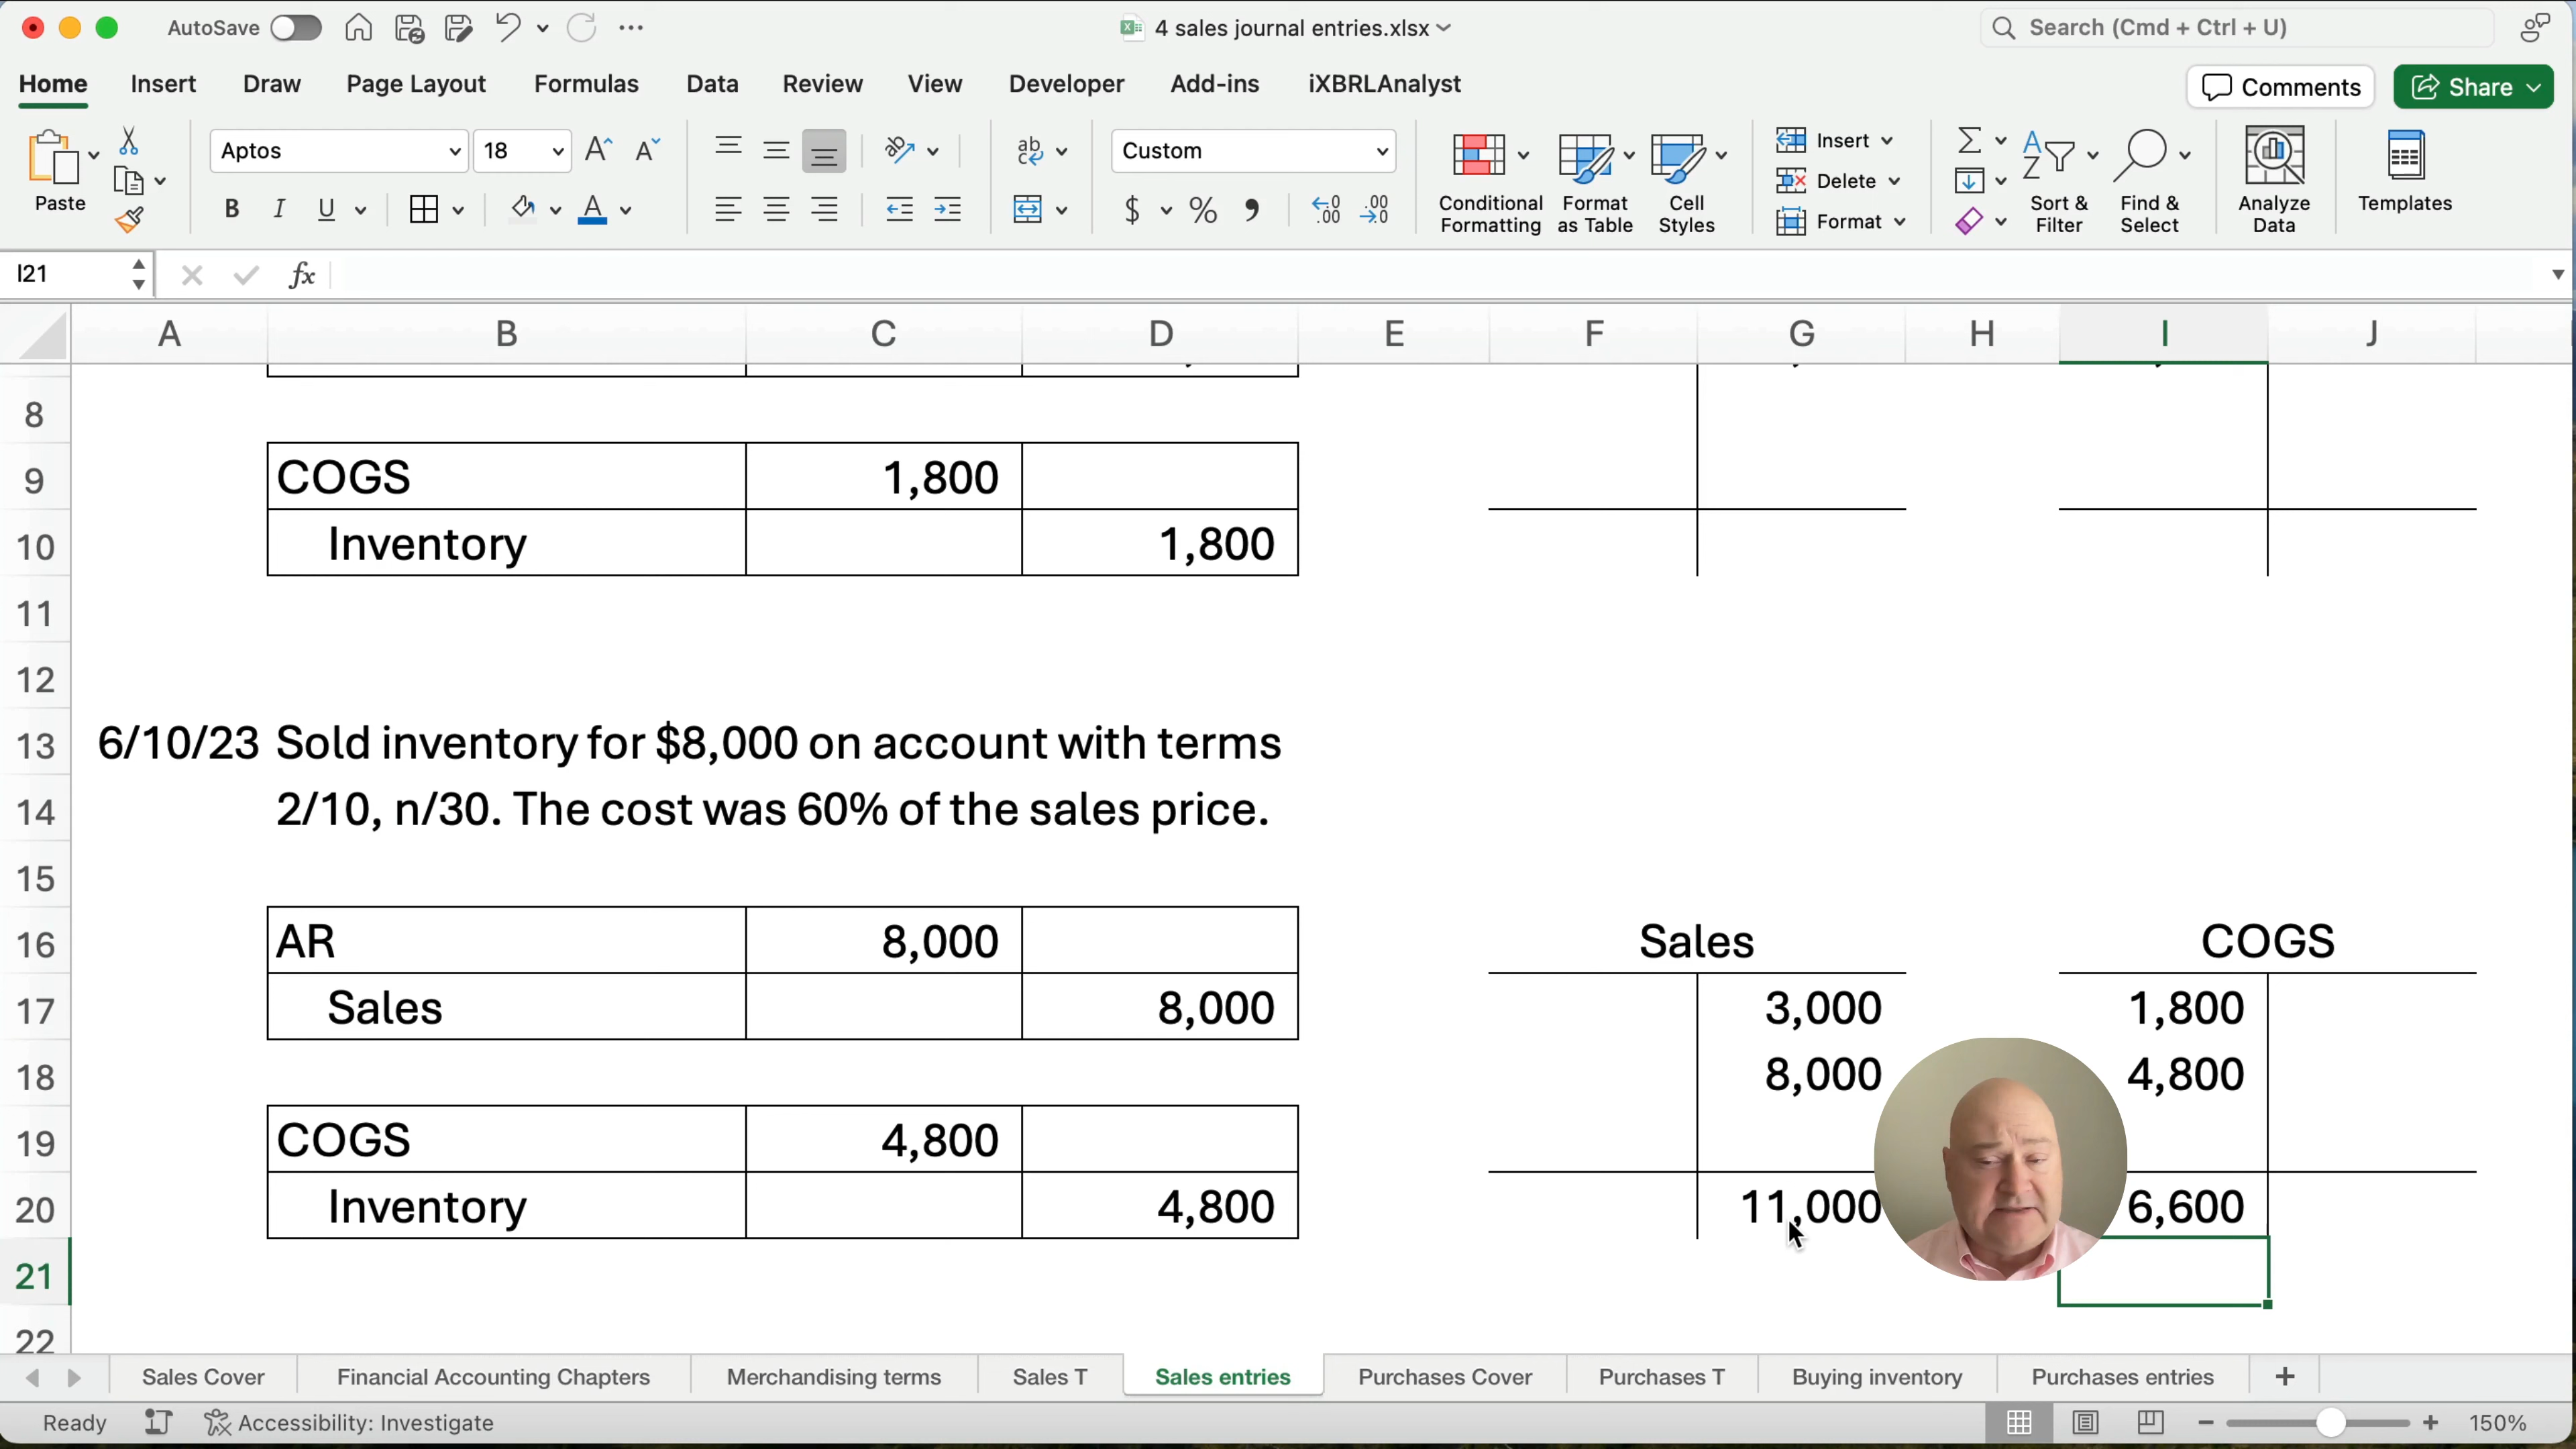 AutoSave
4 sales journal entries.xlsx
Search (Cmd + Ctrl + U)
Home Insert Draw Page Layout Formulas Data Review View Developer Add-ins iXBRLAnalyst
Comments Share
Paste
Aptos 18
Custom
B I U
$ % 9
Conditional Formatting
Format as Table
Cell Styles
Insert
Delete
Format
Sort & Filter
Find & Select
Analyze Data
Templates
I21
fx
A B C D E F G H I J
8
9 COGS 1,800
10 Inventory 1,800
11
12
13 6/10/23 Sold inventory for $8,000 on account with terms
14 2/10, n/30. The cost was 60% of the sales price.
15
16 AR 8,000 Sales COGS
17 Sales 8,000 3,000 1,800
18 8,000 4,800
19 COGS 4,800
20 Inventory 4,800 11,000 6,600
21
22
Sales Cover Financial Accounting Chapters Merchandising terms Sales T Sales entries Purchases Cover Purchases T Buying inventory Purchases entries +
Ready Accessibility: Investigate 150%